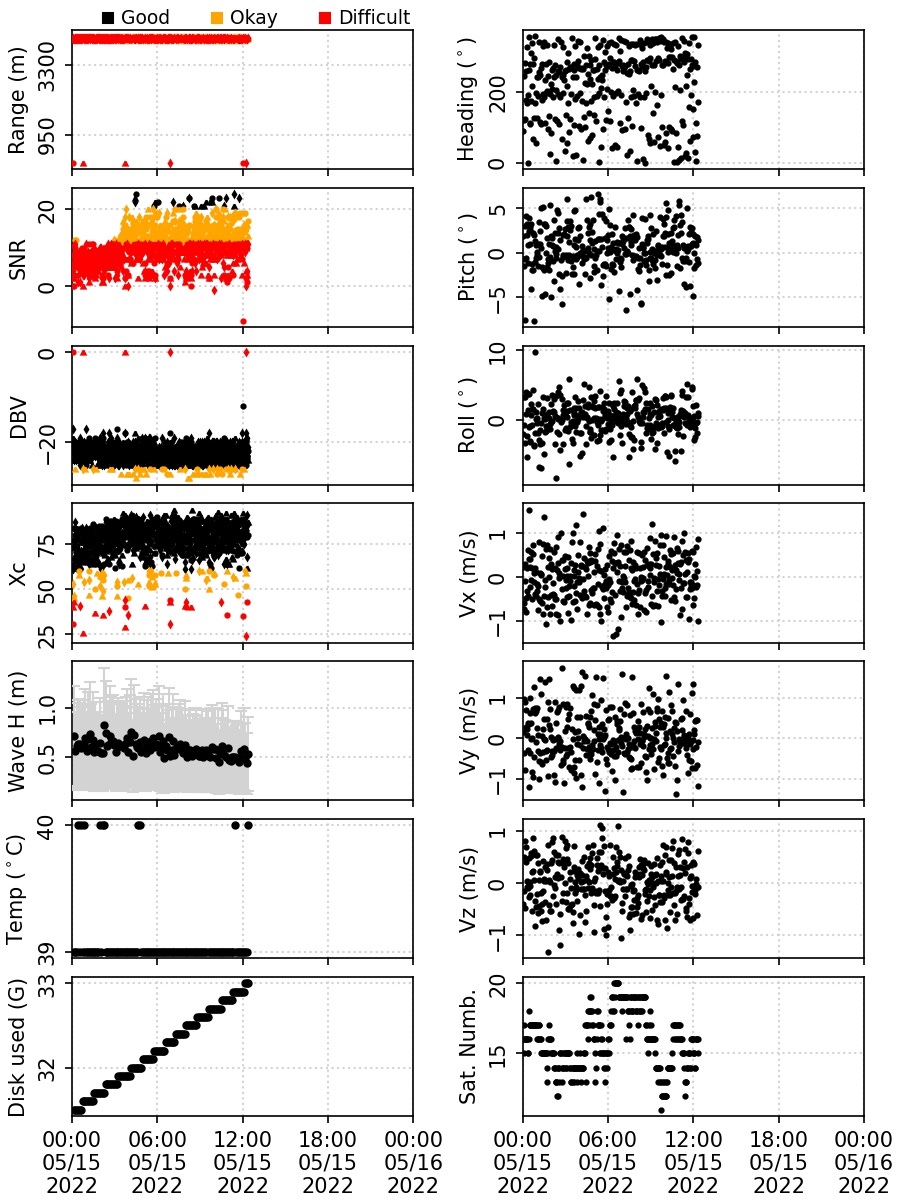 Good Okay Difficult
Range (m)
3300
950
Heading (°)
200
0
SNR
20
0
Pitch (°)
5
0
−5
DBV
0
−20
Roll (°)
10
0
Xc
75
50
25
Vx (m/s)
1
0
−1
Wave H (m)
1.0
0.5
Vy (m/s)
1
0
−1
Temp (°C)
40
39
Vz (m/s)
1
0
−1
Disk used (G)
33
32
Sat. Numb.
20
15
00:00 06:00 12:00 18:00 00:00
05/15 05/15 05/15 05/15 05/16
2022 2022 2022 2022 2022
00:00 06:00 12:00 18:00 00:00
05/15 05/15 05/15 05/15 05/16
2022 2022 2022 2022 2022